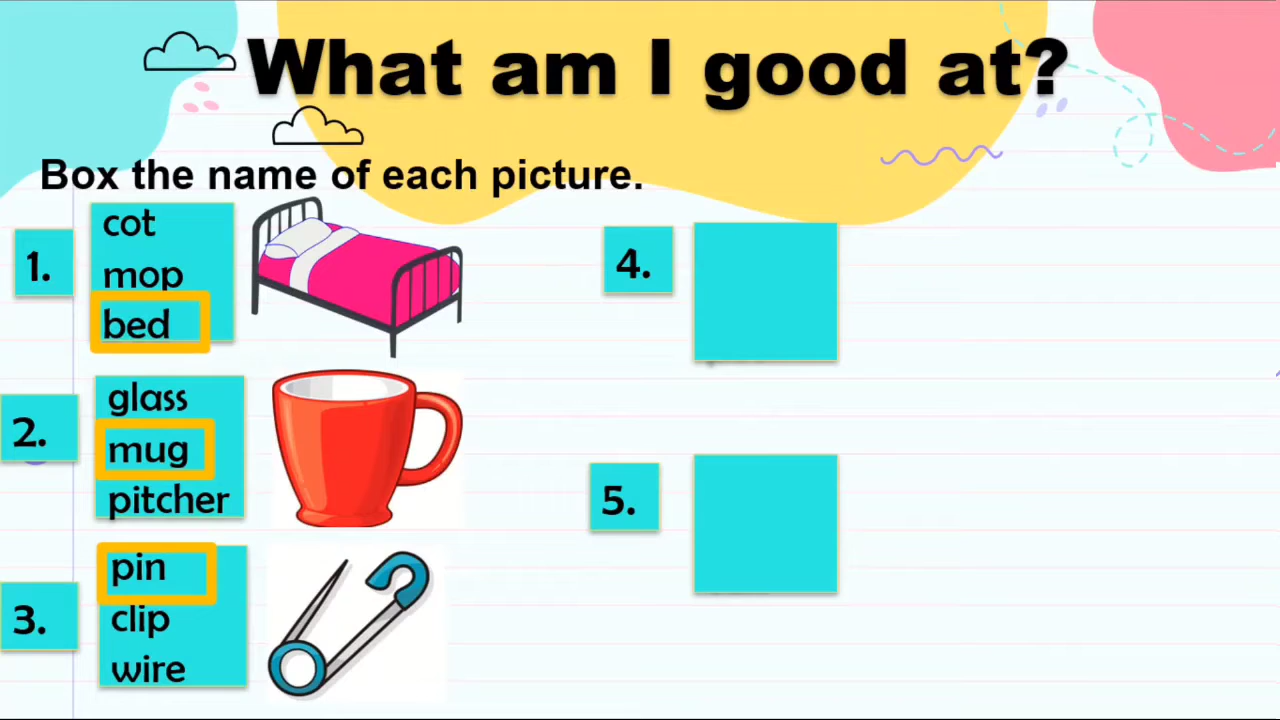 What am I good at?
Box the name of each picture.
1.
cot
mop
bed
2.
glass
mug
pitcher
3.
pin
clip
wire
4.
5.